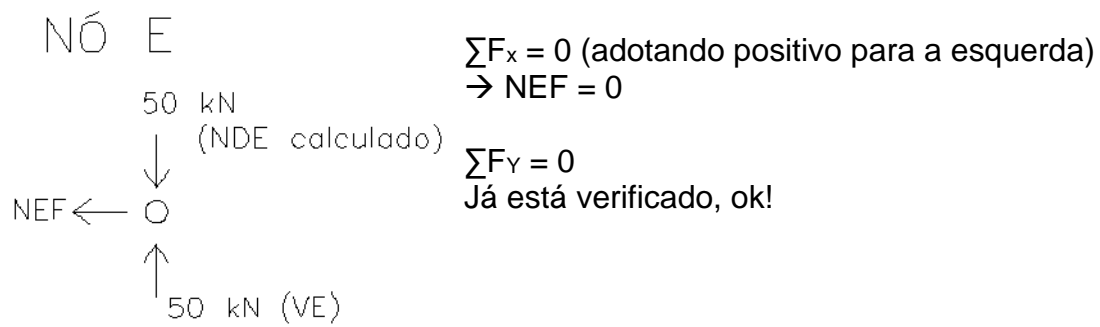 NÓ E
50 kN
(NDE calculado)
NEF
50 kN (VE)
∑Fx = 0 (adotando positivo para a esquerda)
→ NEF = 0
∑FY = 0
Já está verificado, ok!